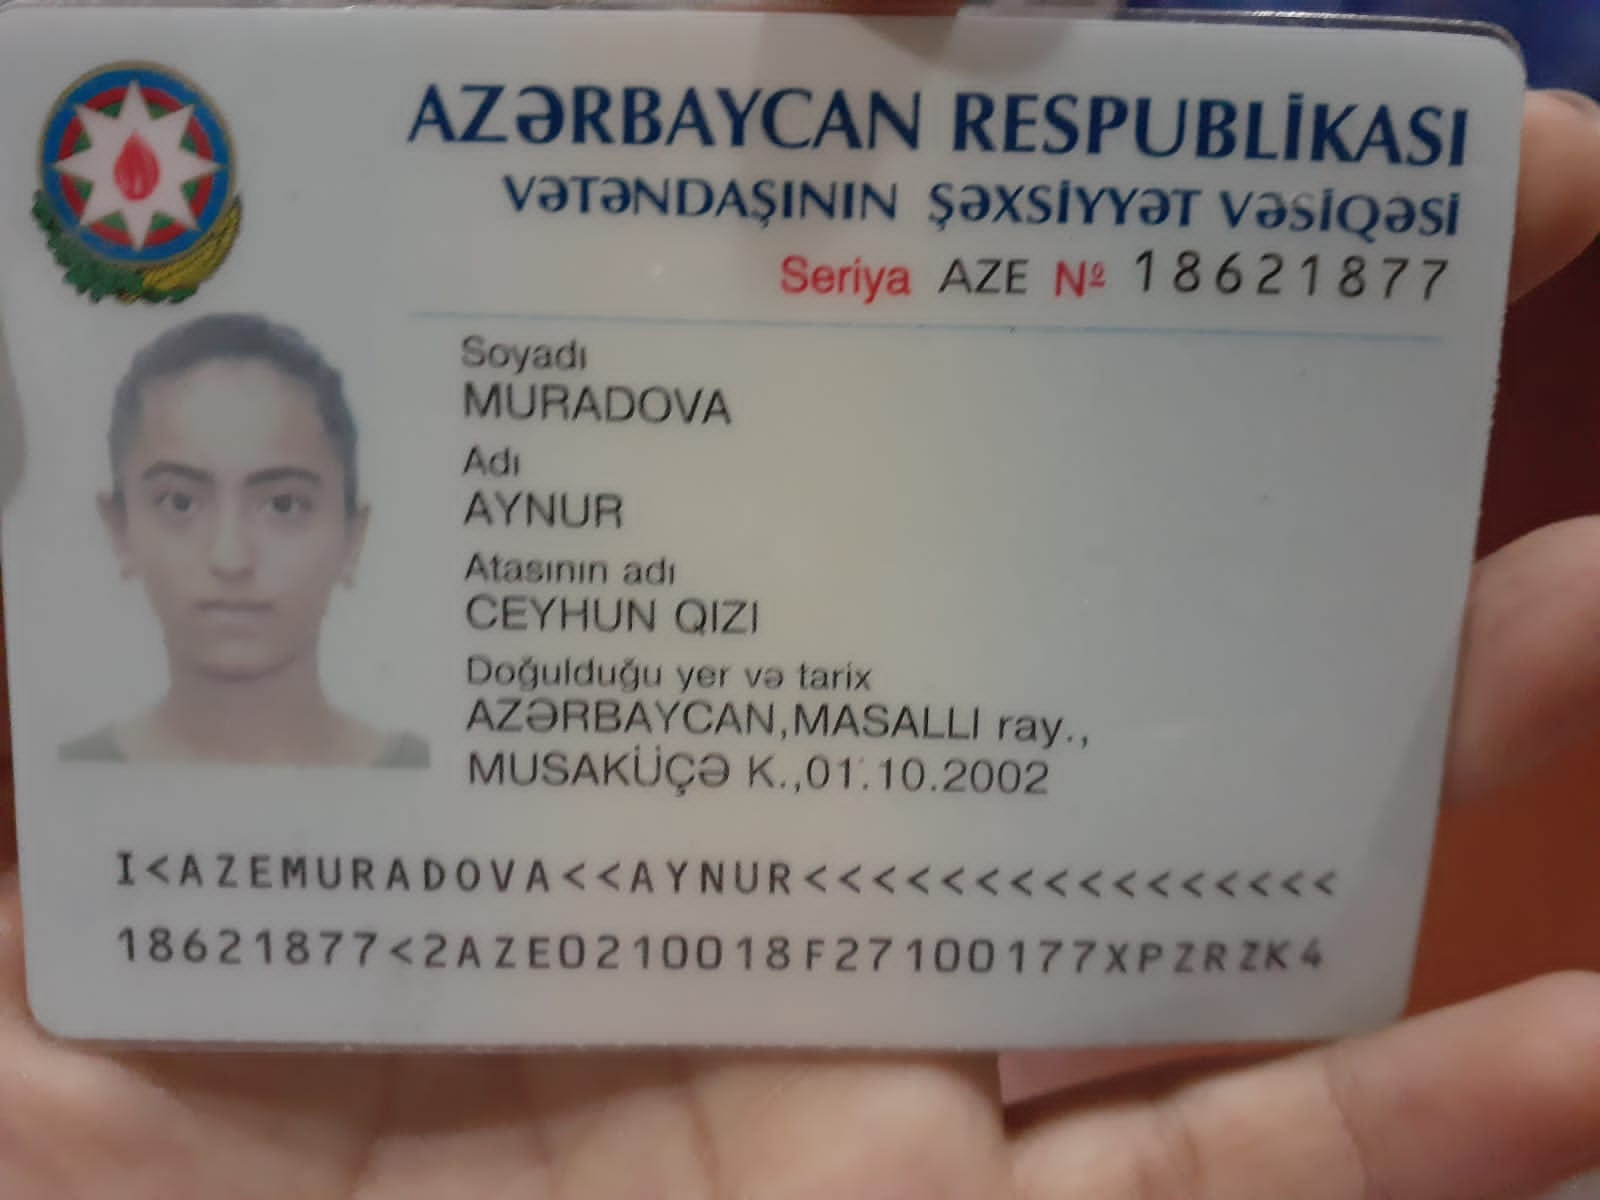 AZƏRBAYCAN RESPUBLİKASI
VƏTƏNDAŞININ ŞƏXSİYYƏT VƏSİQƏSİ
Seriya AZE № 18621877
Soyadı
MURADOVA
Adı
AYNUR
Atasının adı
CEYHUN QIZI
Doğulduğu yer və tarix
AZƏRBAYCAN,MASALLI ray.,
MUSAKÜÇƏ K.,01.10.2002
I<AZEMURADOVA<<AYNUR<<<<<<<<<<<<<<<<<<<
18621877<2AZE0210018F27100177XPZRZK4